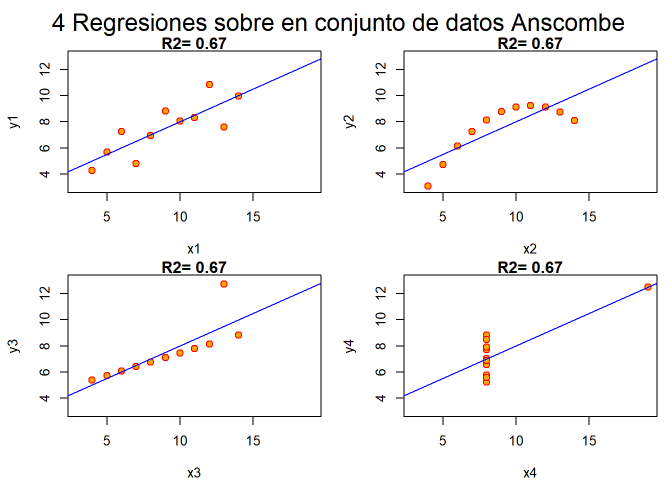 4 Regresiones sobre en conjunto de datos Anscombe
R2= 0.67
y1
4 6 8 10 12
5 10 15
x1
R2= 0.67
y2
4 6 8 10 12
5 10 15
x2
R2= 0.67
y3
4 6 8 10 12
5 10 15
x3
R2= 0.67
y4
4 6 8 10 12
5 10 15
x4